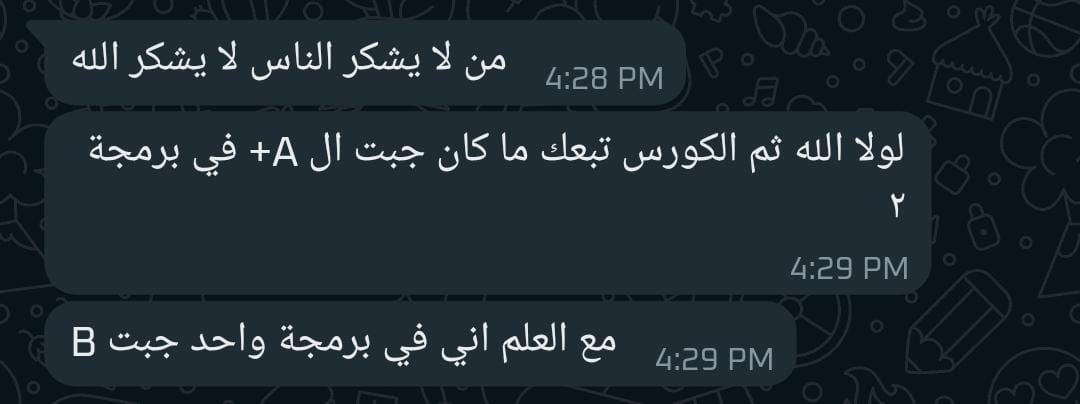 من لا يشكر الناس لا يشكر الله
4:28 PM
لولا الله ثم الكورس تبعك ما كان جبت ال A+ في برمجة
٢
4:29 PM
مع العلم اني في برمجة واحد جبت B
4:29 PM